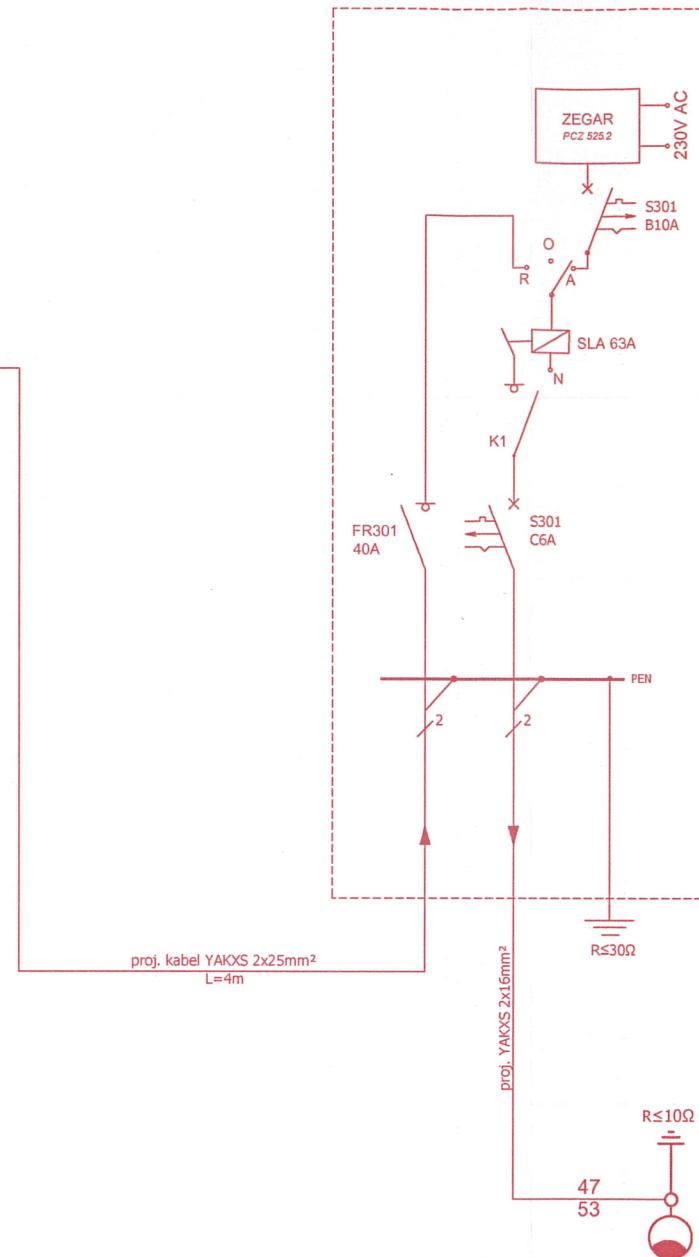 ZEGAR
PCZ 525.2
230V AC
S301
B10A
O
R
A
SLA 63A
N
K1
FR301
40A
S301
C6A
PEN
2
2
R≤30Ω
proj. kabel YAKXS 2x25mm²
L=4m
proj. YAKXS 2x16mm²
R≤10Ω
47
53